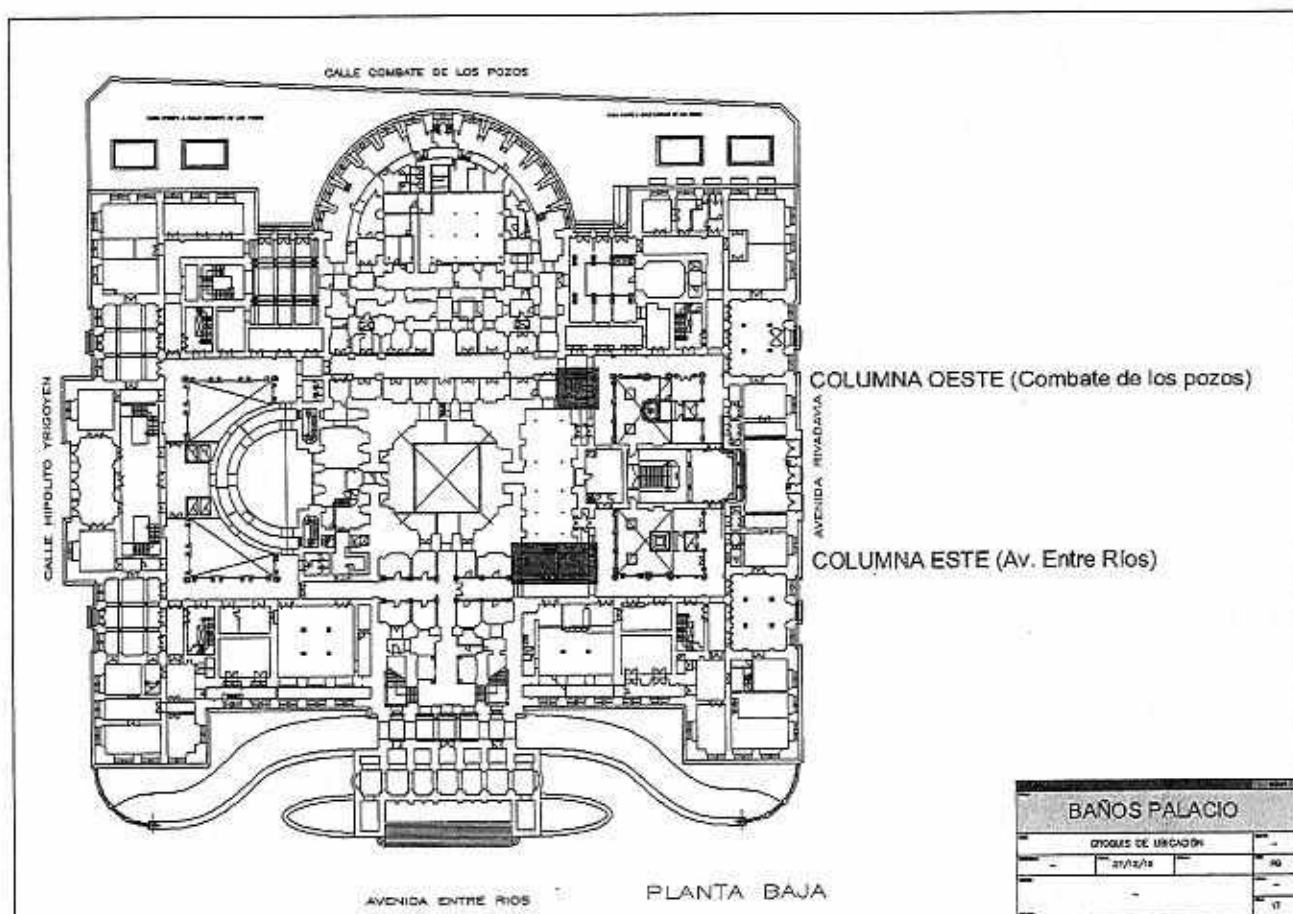 CALLE COMBATE DE LOS POZOS
CALLE HIPOLITO YRIGOYEN
COLUMNA OESTE (Combate de los pozos)
AVENIDA RIVADAVIA
COLUMNA ESTE (Av. Entre Ríos)
AVENIDA ENTRE RIOS
PLANTA BAJA
BAÑOS PALACIO
CROQUIS DE UBICACIÓN